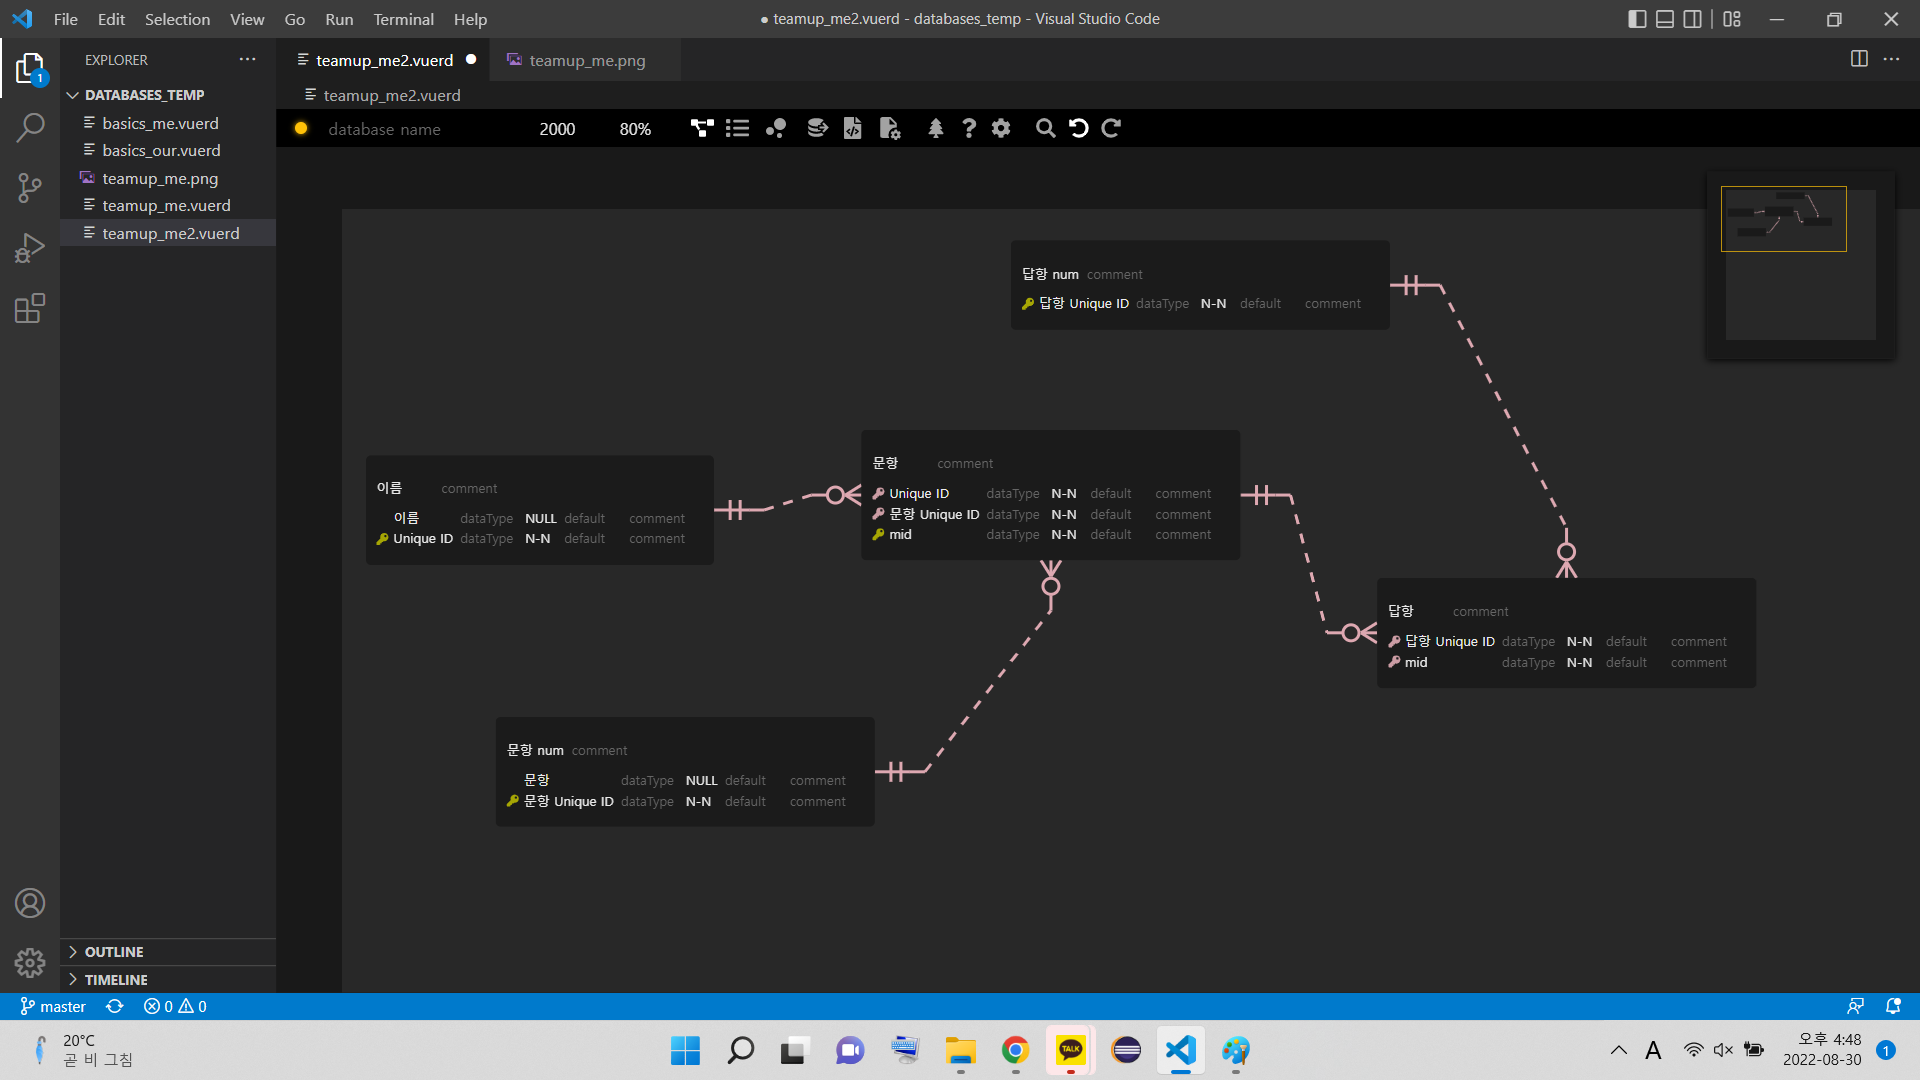 File Edit Selection View Go Run Terminal Help
● teamup_me2.vuerd - databases_temp - Visual Studio Code
EXPLORER
DATABASES_TEMP
basics_me.vuerd
basics_our.vuerd
teamup_me.png
teamup_me.vuerd
teamup_me2.vuerd
OUTLINE
TIMELINE
1
teamup_me2.vuerd
teamup_me.png
teamup_me2.vuerd
database name 2000 80%
답항 num comment
답항 Unique ID dataType N-N default comment
이름 comment
이름 dataType NULL default comment
Unique ID dataType N-N default comment
문항 comment
Unique ID dataType N-N default comment
문항 Unique ID dataType N-N default comment
mid dataType N-N default comment
답항 comment
답항 Unique ID dataType N-N default comment
mid dataType N-N default comment
문항 num comment
문항 dataType NULL default comment
문항 Unique ID dataType N-N default comment
master 0 0
20°C
곧 비 그침
TALK
A
오후 4:48
2022-08-30
1